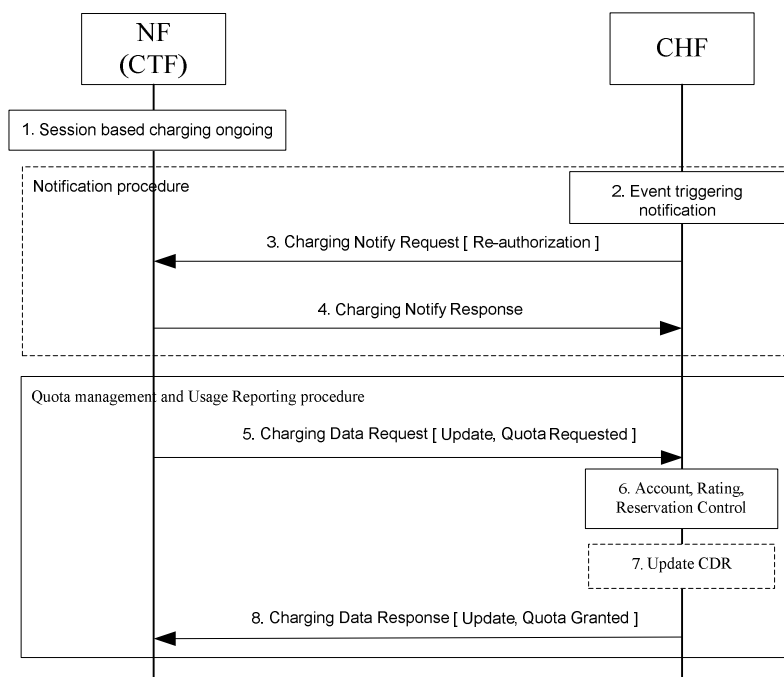 NF
(CTF)
CHF
1. Session based charging ongoing
Notification procedure
2. Event triggering
notification
3. Charging Notify Request [ Re-authorization ]
4. Charging Notify Response
Quota management and Usage Reporting procedure
5. Charging Data Request [ Update, Quota Requested ]
6. Account, Rating,
Reservation Control
7. Update CDR
8. Charging Data Response [ Update, Quota Granted ]